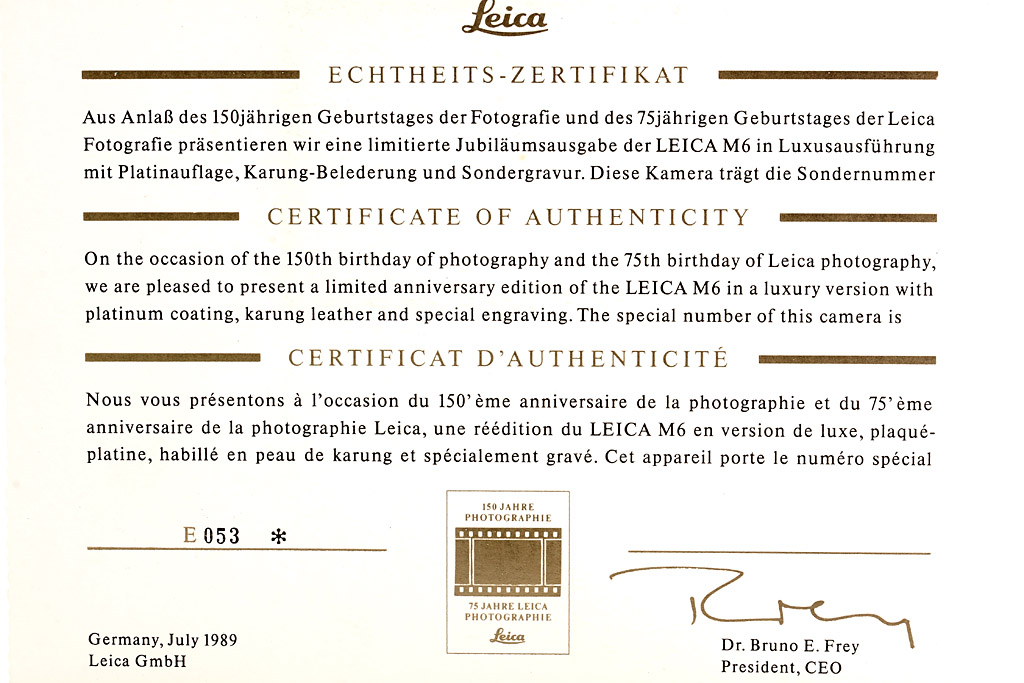 Leica
ECHTHEITS-ZERTIFIKAT
Aus Anlaß des 150jährigen Geburtstages der Fotografie und des 75jährigen Geburtstages der Leica
Fotografie präsentieren wir eine limitierte Jubiläumsausgabe der LEICA M6 in Luxusausführung
mit Platinauflage, Karung-Belederung und Sondergravur. Diese Kamera trägt die Sondernummer
CERTIFICATE OF AUTHENTICITY
On the occasion of the 150th birthday of photography and the 75th birthday of Leica photography,
we are pleased to present a limited anniversary edition of the LEICA M6 in a luxury version with
platinum coating, karung leather and special engraving. The special number of this camera is
CERTIFICAT D'AUTHENTICITÉ
Nous vous présentons à l'occasion du 150'ème anniversaire de la photographie et du 75'ème
anniversaire de la photographie Leica, une réédition du LEICA M6 en version de luxe, plaqué-
platine, habillé en peau de karung et spécialement gravé. Cet appareil porte le numéro spécial
E 053 *
150 JAHRE
PHOTOGRAPHIE
75 JAHRE LEICA
PHOTOGRAPHIE
Leica
Germany, July 1989
Leica GmbH
Frey
Dr. Bruno E. Frey
President, CEO